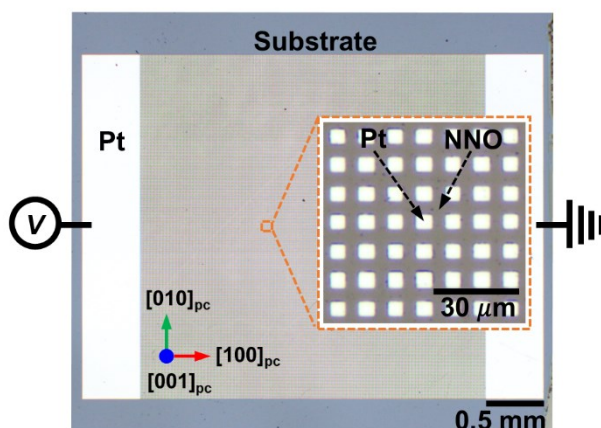 Substrate
Pt
Pt NNO
V
30 μm
[010]pc
[100]pc
[001]pc
0.5 mm